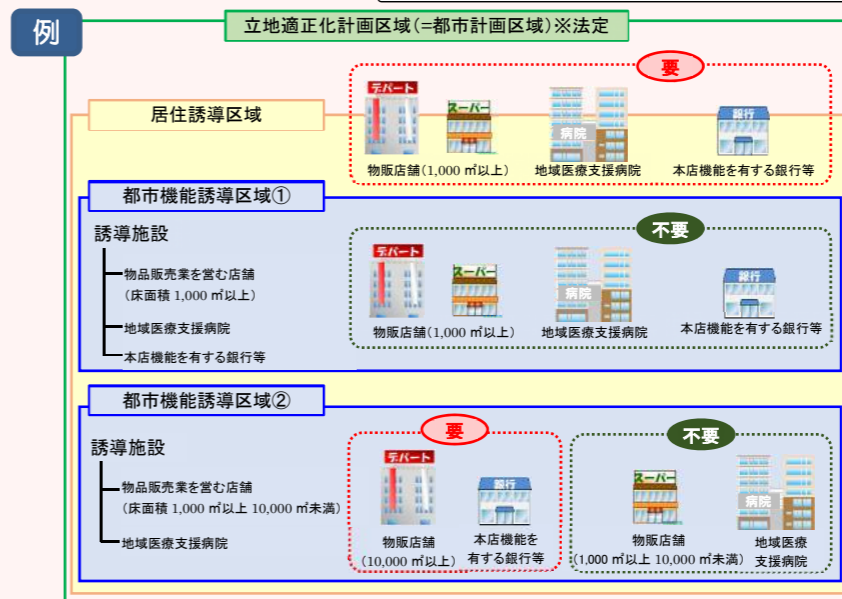 例
立地適正化計画区域(=都市計画区域)※法定
要
居住誘導区域
デパート
スーパー
病院
銀行
物販店舗(1,000 ㎡以上)
地域医療支援病院
本店機能を有する銀行等
都市機能誘導区域①
不要
誘導施設
物品販売業を営む店舗
(床面積 1,000 ㎡以上)
地域医療支援病院
本店機能を有する銀行等
デパート
スーパー
病院
銀行
物販店舗(1,000 ㎡以上)
地域医療支援病院
本店機能を有する銀行等
都市機能誘導区域②
誘導施設
物品販売業を営む店舗
(床面積 1,000 ㎡以上 10,000 ㎡未満)
地域医療支援病院
要
デパート
銀行
物販店舗
(10,000 ㎡以上)
本店機能を
有する銀行等
不要
スーパー
病院
物販店舗
(1,000 ㎡以上 10,000 ㎡未満)
地域医療
支援病院